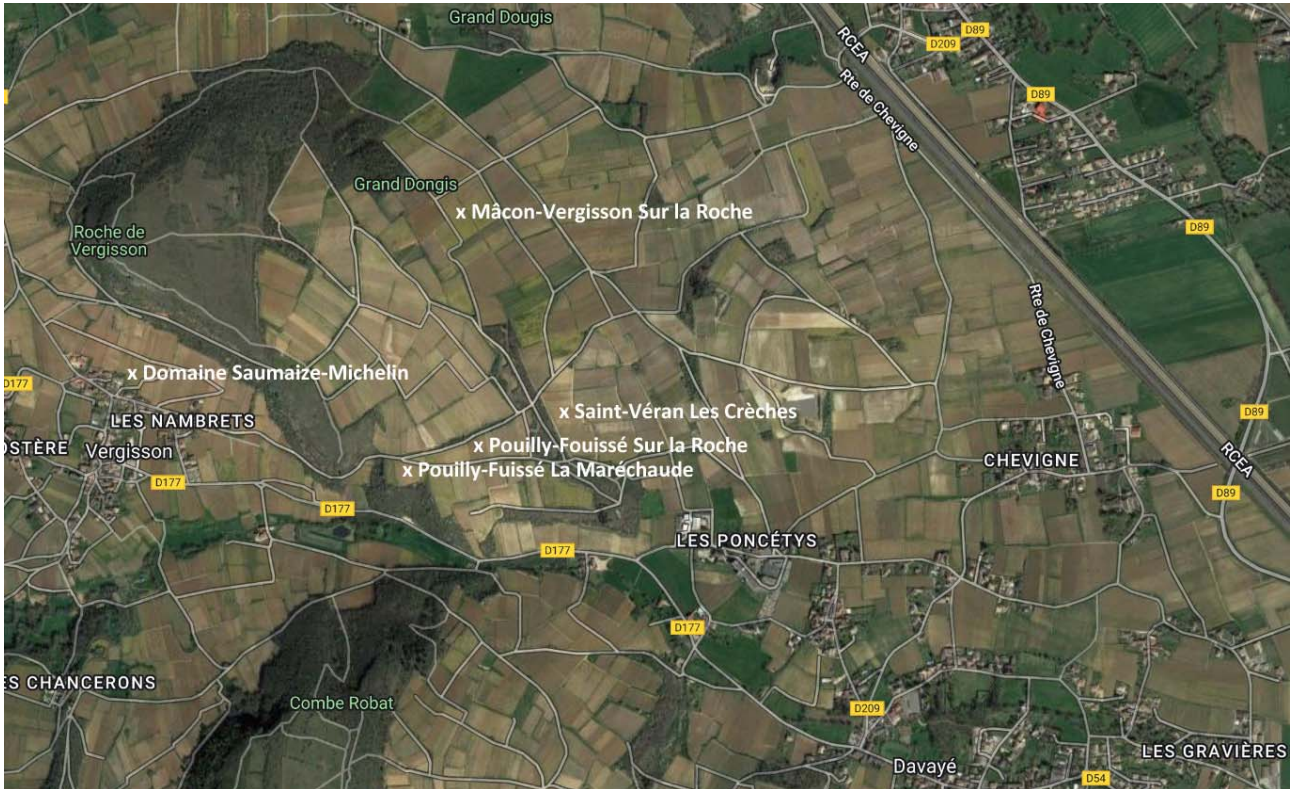 Grand Dougis
D89
D209
RCEA
Rte de Chevigne
D89
Grand Dongis
x Mâcon-Vergisson Sur la Roche
Roche de
Vergisson
D89
Rte de Chevigne
x Domaine Saumaize-Michelin
D177
x Saint-Véran Les Crèches
D89
LES NAMBRETS
OSTÈRE
Vergisson
x Pouilly-Fouissé Sur la Roche
x Pouilly-Fuissé La Maréchaude
CHEVIGNE
RCEA
D177
D89
D177
LES PONCÉTYS
D177
D177
ES CHANCERONS
Combe Robat
D209
LES GRAVIÈRES
Davayé
D54